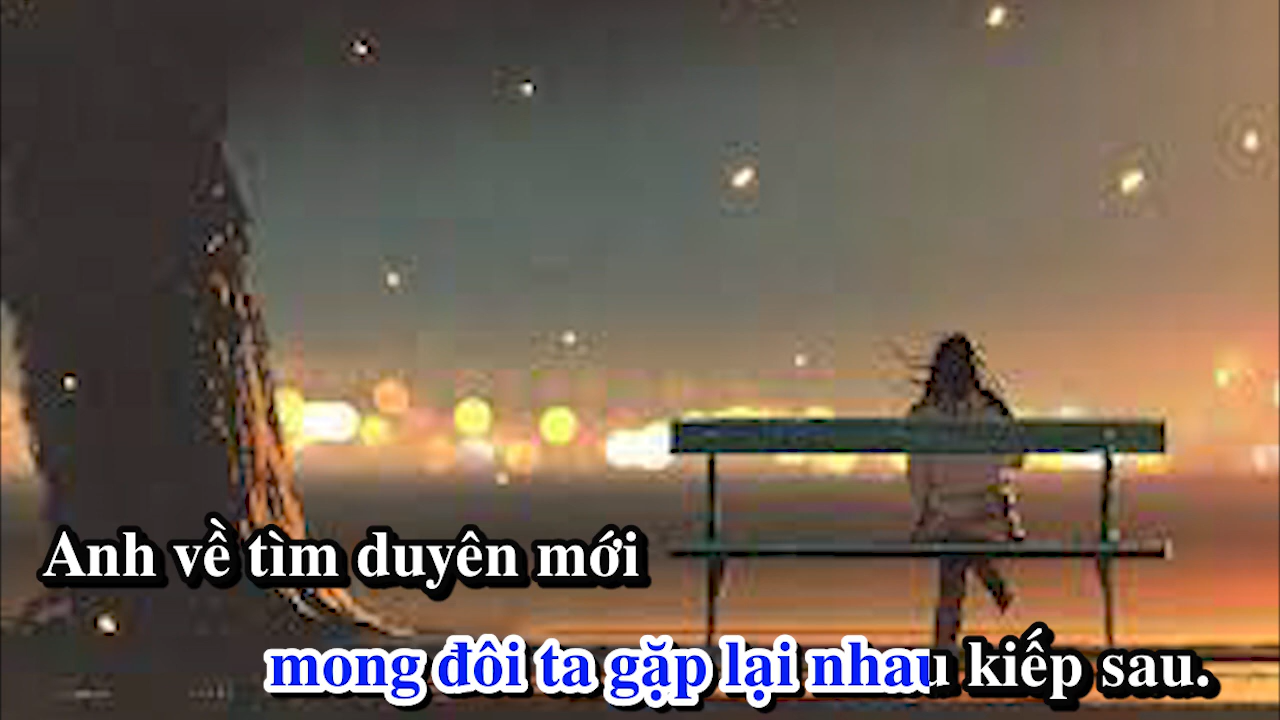 Anh về tìm duyên mới
mong đôi ta gặp lại nhau kiếp sau.